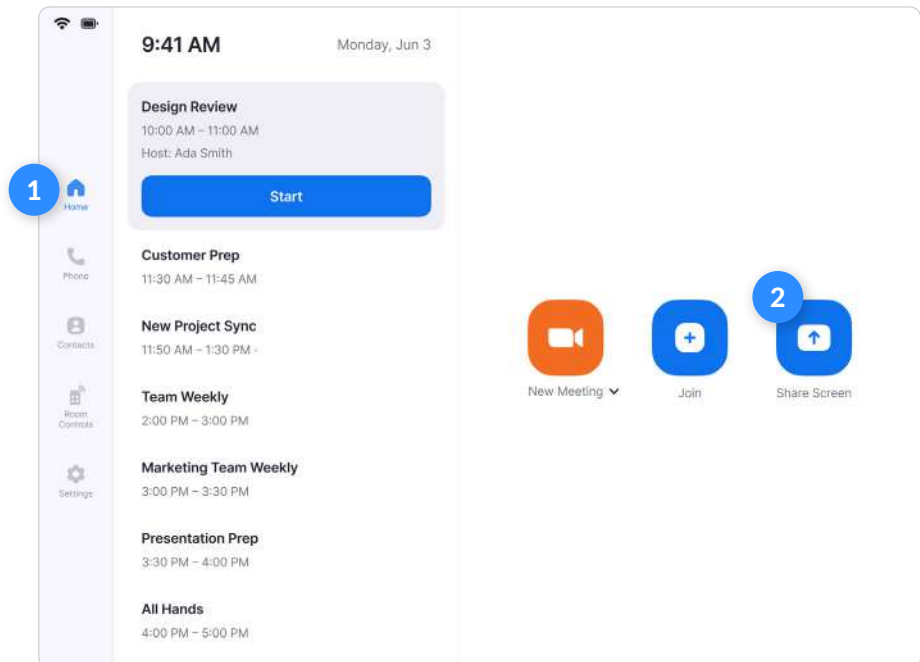 9:41 AM
Monday, Jun 3
Design Review
10:00 AM – 11:00 AM
Host: Ada Smith
Start
1
Home
Phone
Contacts
Room
Controls
Settings
Customer Prep
11:30 AM – 11:45 AM
New Project Sync
11:50 AM – 1:30 PM -
Team Weekly
2:00 PM – 3:00 PM
Marketing Team Weekly
3:00 PM – 3:30 PM
Presentation Prep
3:30 PM – 4:00 PM
All Hands
4:00 PM – 5:00 PM
2
New Meeting
Join
Share Screen